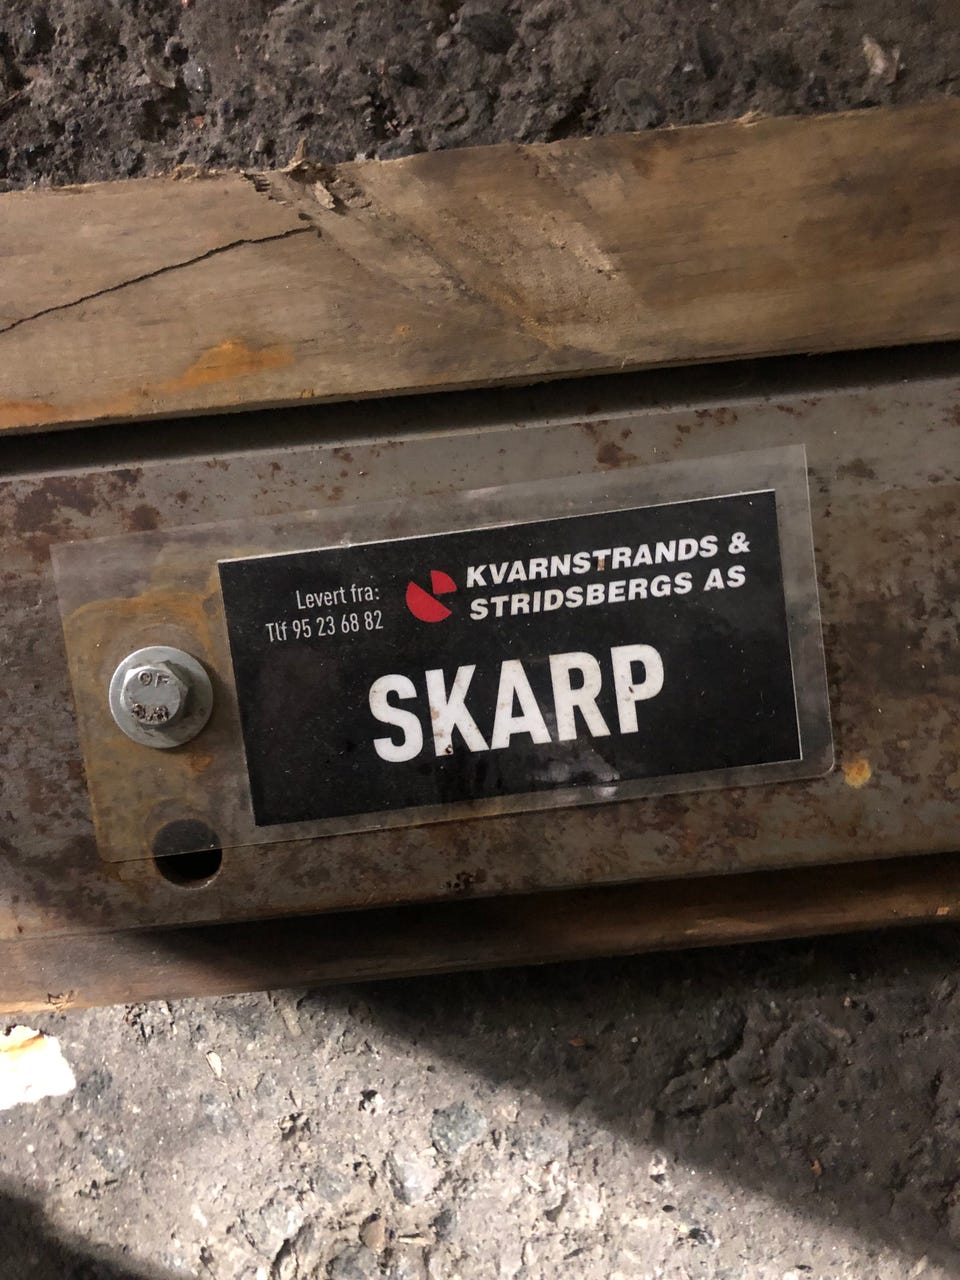 Levert fra:
Tlf 95 23 68 82
KVARNSTRANDS &
STRIDSBERGS AS
SKARP